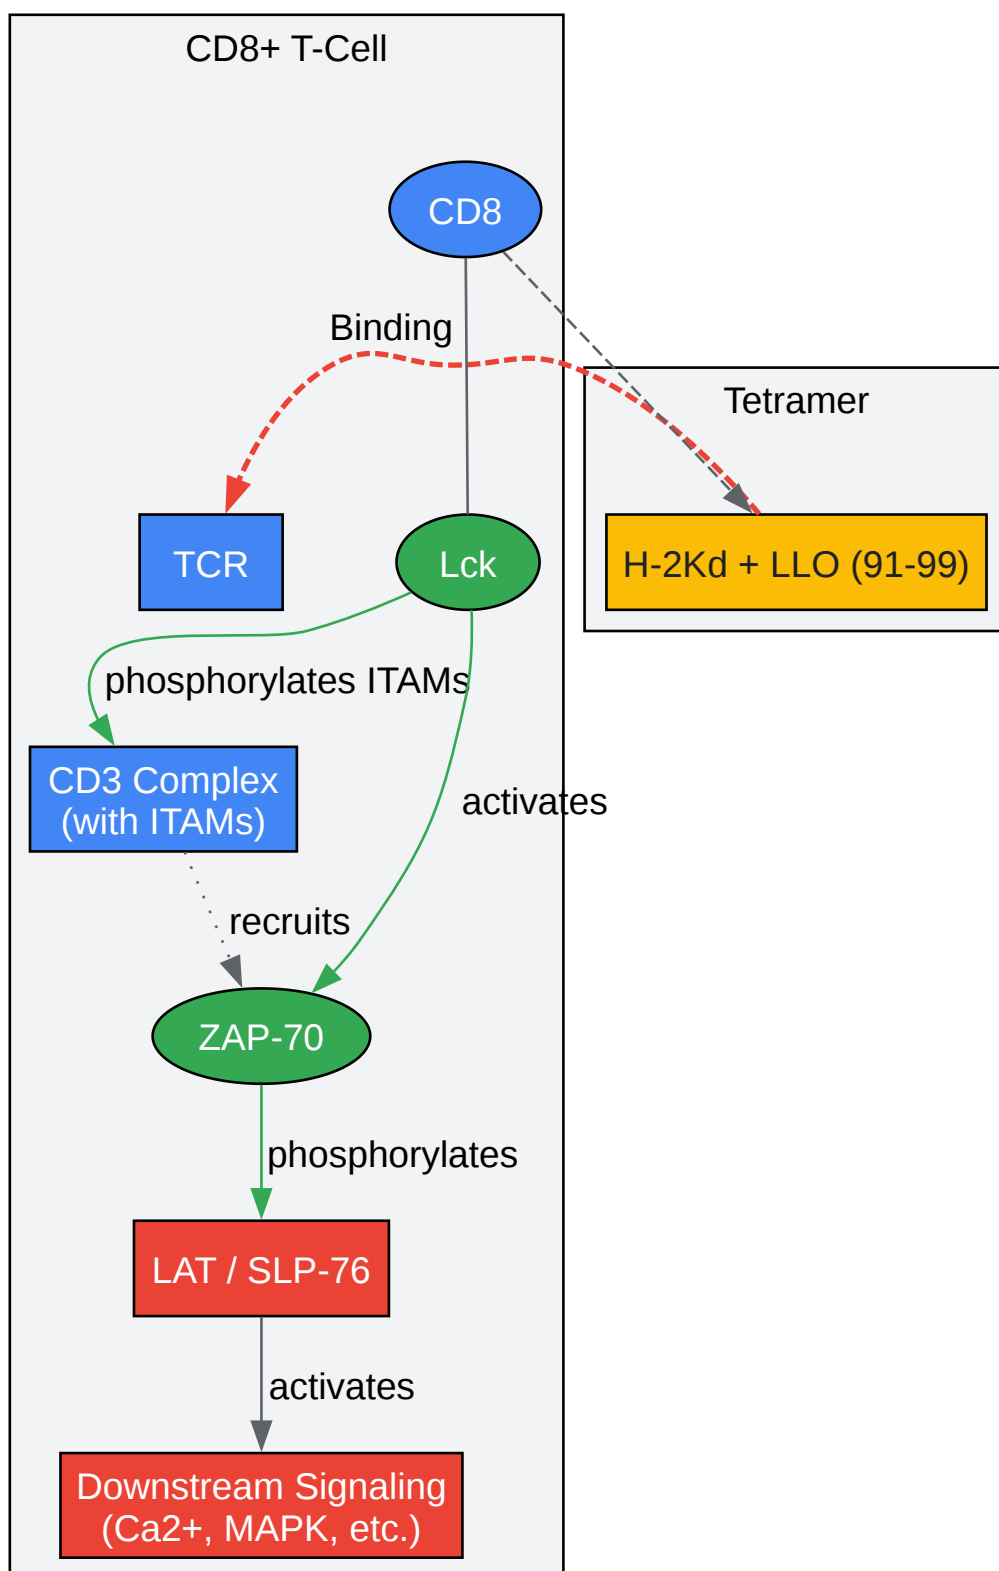 CD8+ T-Cell
CD8
Binding
Tetramer
TCR
Lck
H-2Kd + LLO (91-99)
phosphorylates ITAMs
CD3 Complex
(with ITAMs)
activates
recruits
ZAP-70
phosphorylates
LAT / SLP-76
activates
Downstream Signaling
(Ca2+, MAPK, etc.)